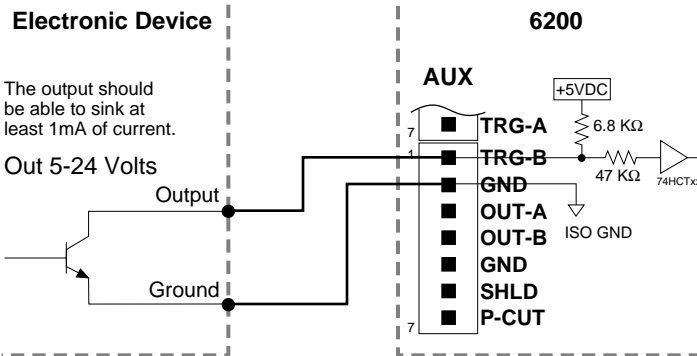 Electronic Device
6200
The output should
be able to sink at
least 1mA of current.
Out 5-24 Volts
Output
Ground
AUX
+5VDC
6.8 KΩ
47 KΩ
74HCTx
ISO GND
7
TRG-A
1
TRG-B
GND
OUT-A
OUT-B
GND
SHLD
7
P-CUT